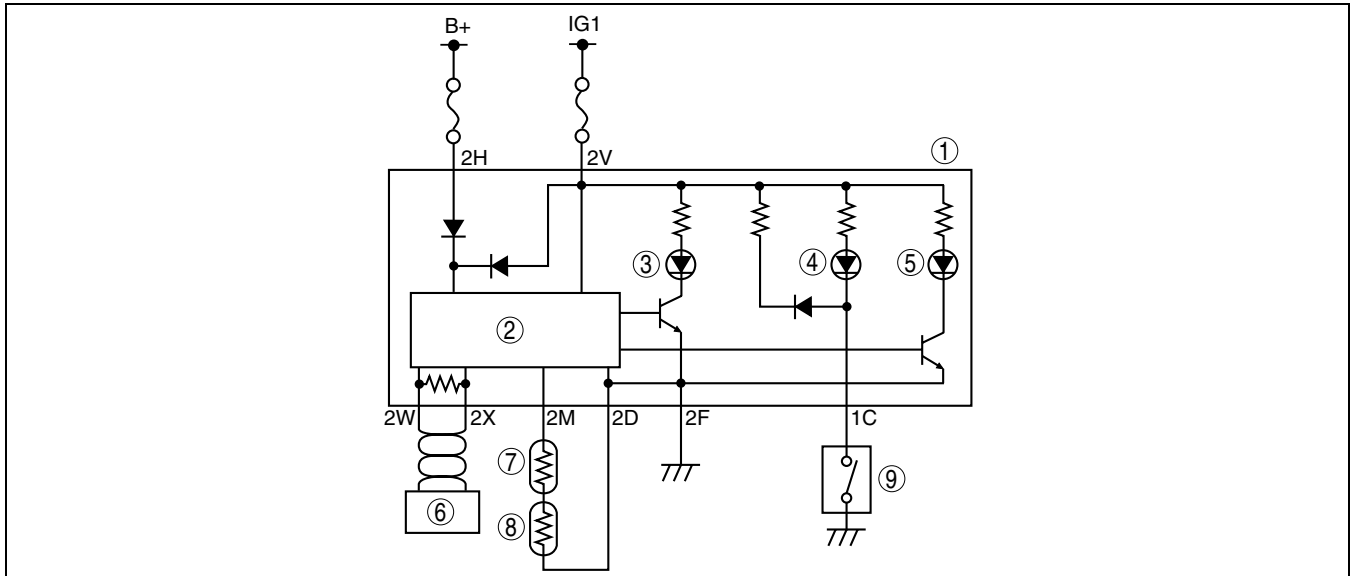 B+ IG1
2H 2V ①
③ ④ ⑤
②
2W 2X 2M 2D 2F 1C
⑦ ⑨
⑥ ⑧